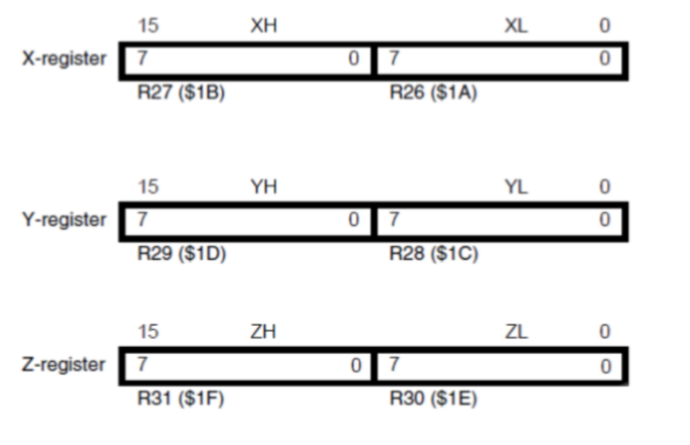 15 XH XL 0
X-register 7 0 7 0
R27 ($1B) R26 ($1A)
15 YH YL 0
Y-register 7 0 7 0
R29 ($1D) R28 ($1C)
15 ZH ZL 0
Z-register 7 0 7 0
R31 ($1F) R30 ($1E)